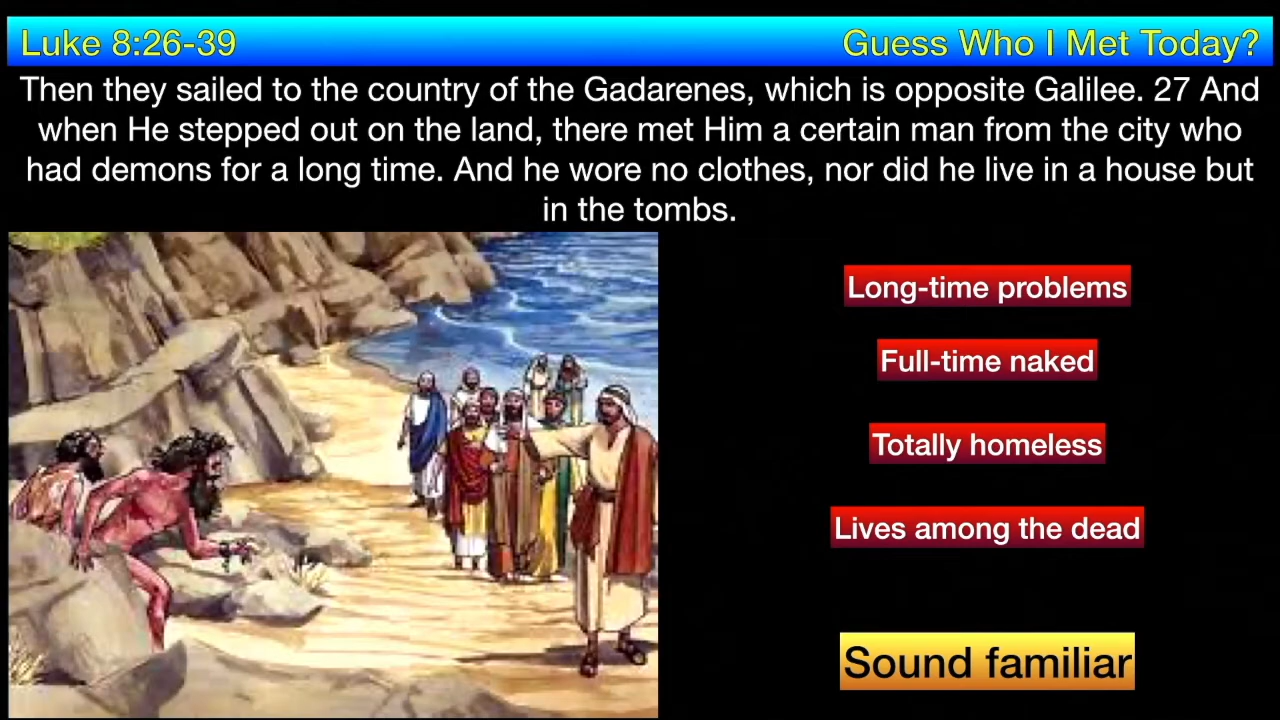 Luke 8:26-39
Guess Who I Met Today?
Then they sailed to the country of the Gadarenes, which is opposite Galilee. 27 And
when He stepped out on the land, there met Him a certain man from the city who
had demons for a long time. And he wore no clothes, nor did he live in a house but
in the tombs.
Long-time problems
Full-time naked
Totally homeless
Lives among the dead
Sound familiar